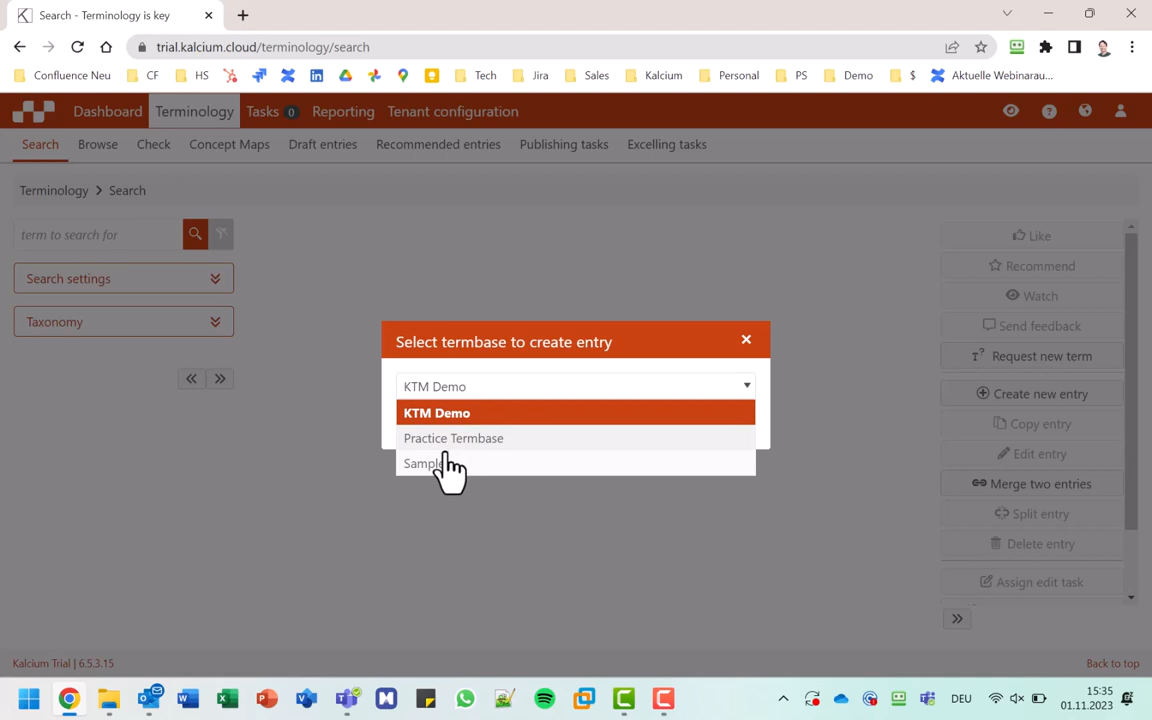 Search - Terminology is key
trial.kalcium.cloud/terminology/search
Confluence Neu CF HS Tech Jira Sales Kalcium Personal PS Demo $ Aktuelle Webinarau...
Dashboard Terminology Tasks 0 Reporting Tenant configuration
Search Browse Check Concept Maps Draft entries Recommended entries Publishing tasks Excelling tasks
Terminology > Search
term to search for
Search settings
Taxonomy
Select termbase to create entry
KTM Demo
KTM Demo
Practice Termbase
Sample
Like
Recommend
Watch
Send feedback
Request new term
Create new entry
Copy entry
Edit entry
Merge two entries
Split entry
Delete entry
Assign edit task
Kalcium Trial | 6.5.3.15
Back to top
DEU
15:35
01.11.2023